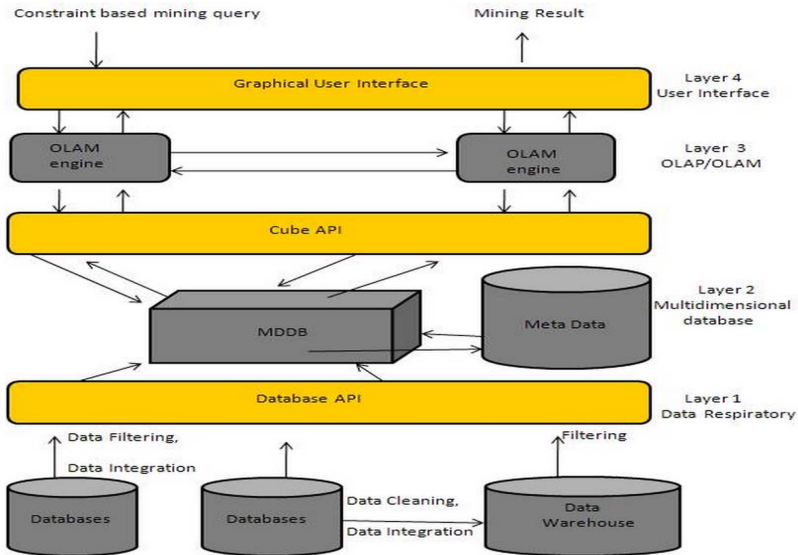 Constraint based mining query
Mining Result
Graphical User Interface
Layer 4
User Interface
OLAM
engine
OLAM
engine
Layer 3
OLAP/OLAM
Cube API
MDDB
Meta Data
Layer 2
Multidimensional
database
Database API
Layer 1
Data Respiratory
Data Filtering,
Data Integration
Filtering
Databases
Databases
Data Cleaning,
Data Integration
Data
Warehouse